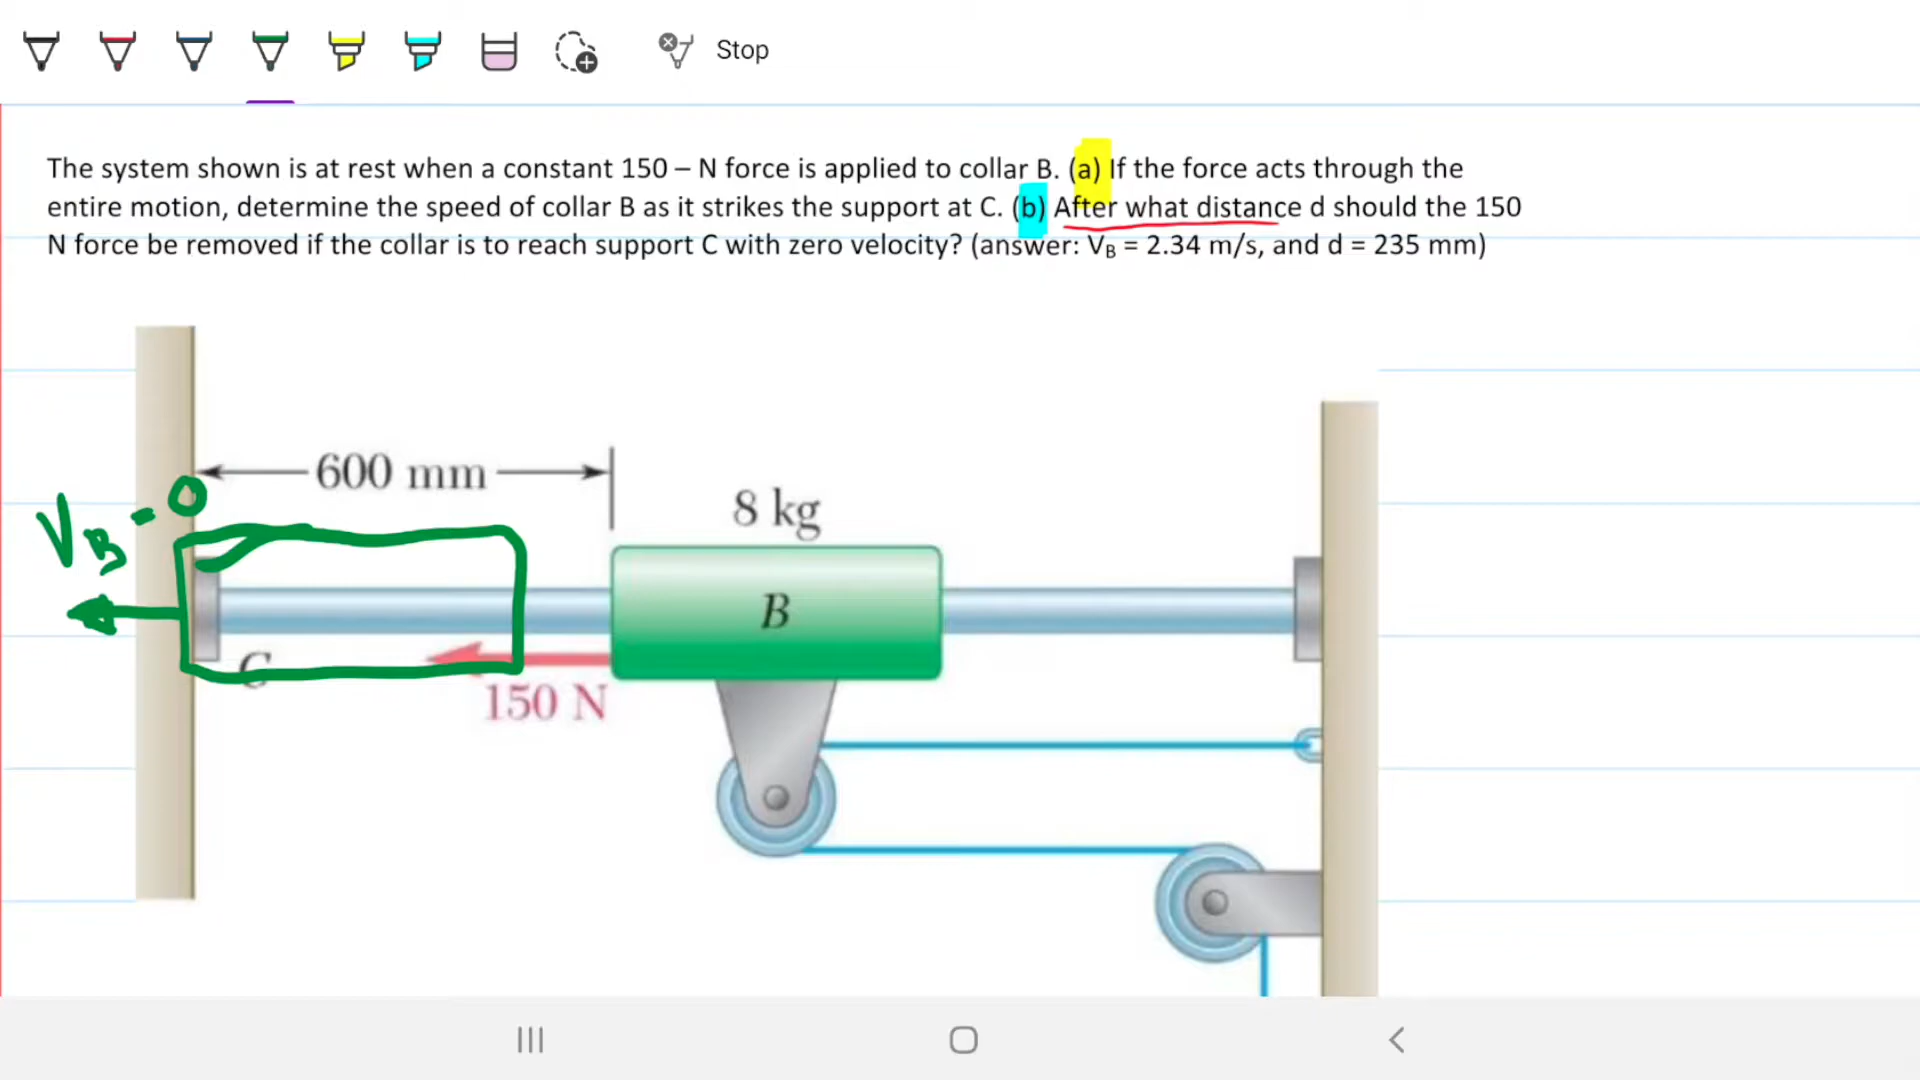 Stop
The system shown is at rest when a constant 150 – N force is applied to collar B. (a) If the force acts through the
entire motion, determine the speed of collar B as it strikes the support at C. (b) After what distance d should the 150
N force be removed if the collar is to reach support C with zero velocity? (answer: VB = 2.34 m/s, and d = 235 mm)
600 mm
8 kg
VB = 0
B
C
150 N